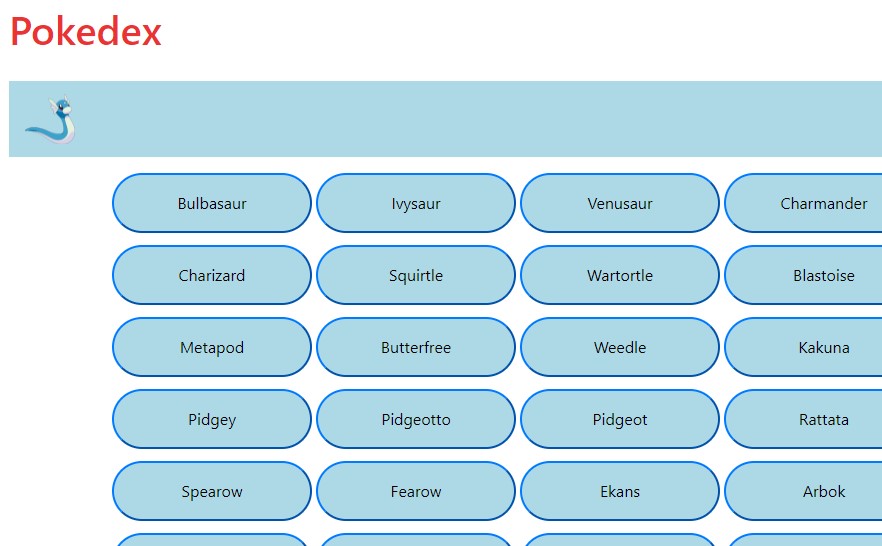 Pokedex
Bulbasaur Ivysaur Venusaur Charmander
Charizard Squirtle Wartortle Blastoise
Metapod Butterfree Weedle Kakuna
Pidgey Pidgeotto Pidgeot Rattata
Spearow Fearow Ekans Arbok